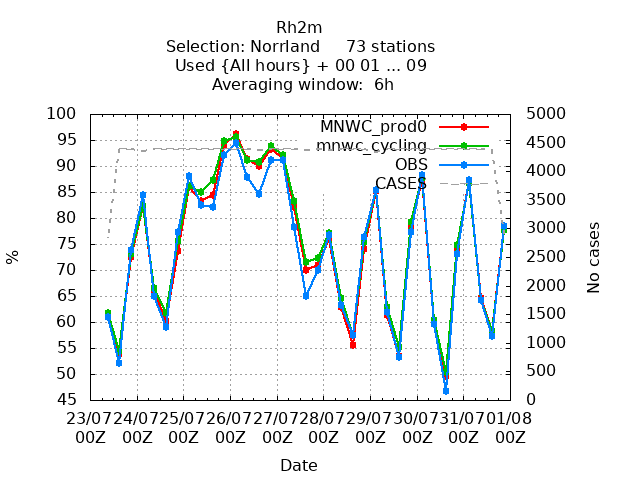 Rh2m
Selection: Norrland 73 stations
Used {All hours} + 00 01 ... 09
Averaging window: 6h
100
95
90
85
80
75
70
65
60
55
50
45
%
5000
4500
4000
3500
3000
2500
2000
1500
1000
500
0
No cases
MNWC_prod0
mnwc_cycling
OBS
CASES
23/07 24/07 25/07 26/07 27/07 28/07 29/07 30/07 31/07 01/08
00Z 00Z 00Z 00Z 00Z 00Z 00Z 00Z 00Z 00Z
Date